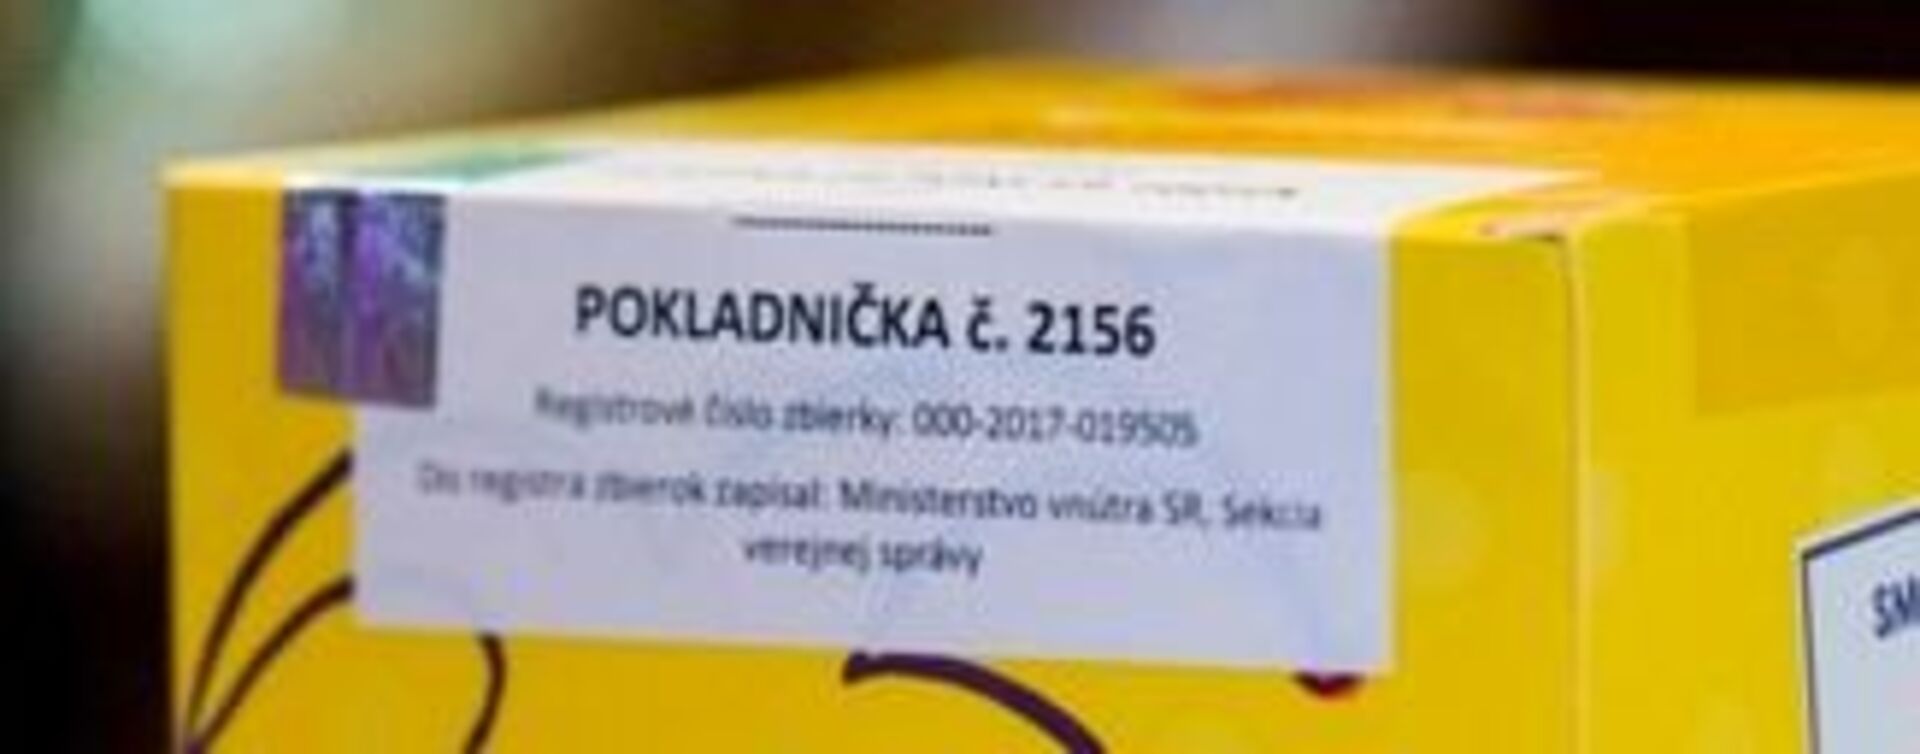 POKLADNIČKA č. 2156
Registrové číslo zbierky: 000-2017-019505
Do registra zbierok zapísal: Ministerstvo vnútra SR, Sekcia
verejnej správy